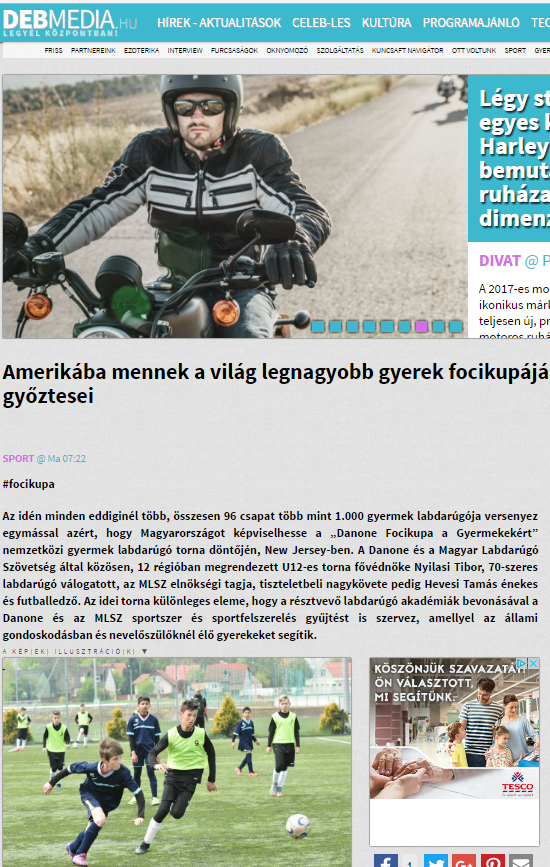 DEBMEDIA.HU
LEGYÉL KÖZPONTBAN!
HÍREK - AKTUALITÁSOK CELEB-LES KULTÚRA PROGRAMAJÁNLÓ
FRISS PARTNEREINK EZOTERIKA INTERVIEW FURCSASÁGOK OKNYOMOZÓ SZOLGÁLTATÁS KUNCSAFT NAVIGÁTOR OTT VOLTUNK SPORT
Légy
egyes
Harley
ruháza
dimenz
DIVAT @ P
A 2017-es mo
ikonikus márk
teljesen új, pr
motoros ruhá
Amerikába mennek a világ legnagyobb gyerek focikupájá
győztesei
SPORT @ Ma 07:22
#focikupa
Az idén minden eddiginél több, összesen 96 csapat több mint 1.000 gyermek labdarúgója versenyez
egymással azért, hogy Magyarországot képviselhesse a „Danone Focikupa a Gyermekekért”
nemzetközi gyermek labdarúgó torna döntőjén, New Jersey-ben. A Danone és a Magyar Labdarúgó
Szövetség által közösen, 12 régióban megrendezett U12-es torna fővédnöke Nyilasi Tibor, 70-szeres
labdarúgó válogatott, az MLSZ elnökségi tagja, tiszteletbeli nagykövete pedig Hevesi Tamás énekes
és futballedző. Az idei torna különleges eleme, hogy a résztvevő labdarúgó akadémiák bevonásával a
Danone és az MLSZ sportszer és sportfelszerelés gyűjtést is szervez, amellyel az állami
gondoskodásban és nevelőszülőknél élő gyerekeket segítik.
A KÉP(EK) ILLUSZTRÁCIÓ(K) ▼
KÖSZÖNJÜK SZAVAZATÁT!
ÖN VÁLASZTOTT,
MI SEGÍTÜNK.
TESCO
1